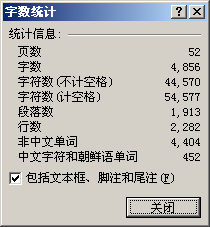 字数统计
统计信息:
页数 52
字数 4,856
字符数(不计空格) 44,570
字符数(计空格) 54,577
段落数 1,913
行数 2,282
非中文单词 4,404
中文字符和朝鲜语单词 452
包括文本框、脚注和尾注(F)
关闭